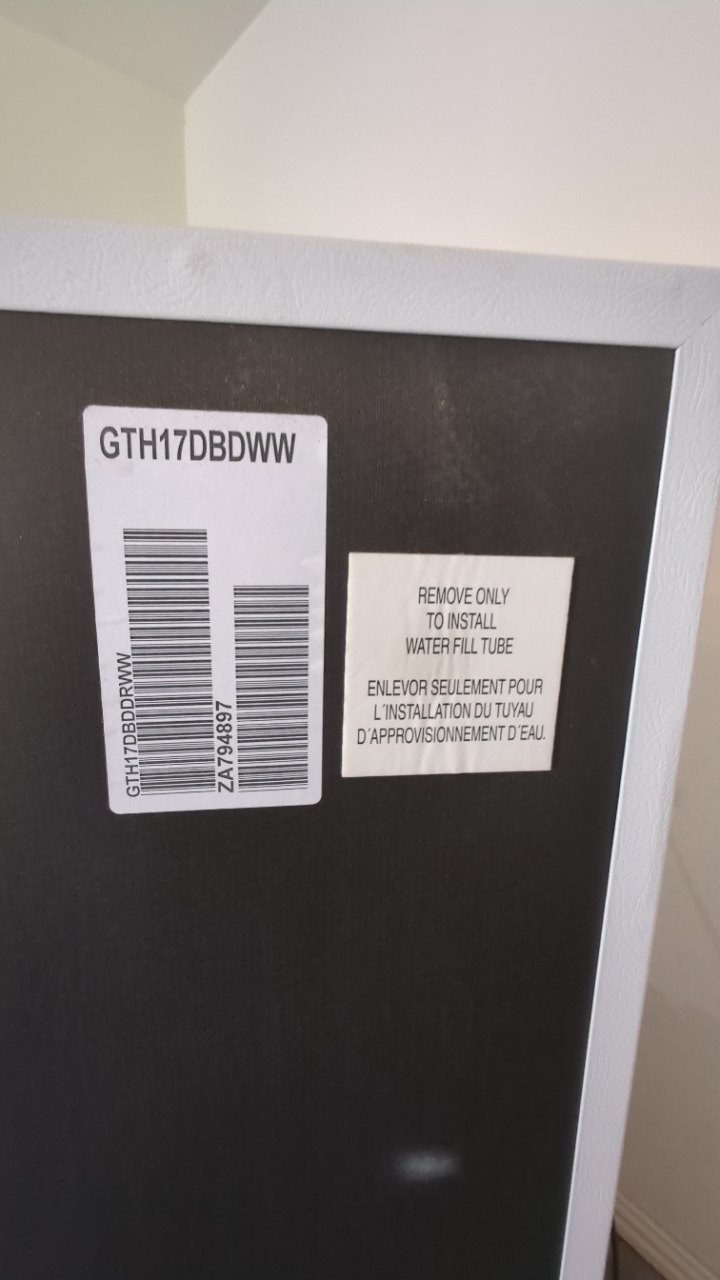 GTH17DBDWW
GTH17DBDDRWW
ZA794897
REMOVE ONLY
TO INSTALL
WATER FILL TUBE
ENLEVOR SEULEMENT POUR
L´INSTALLATION DU TUYAU
D´APPROVISIONNEMENT D´EAU.